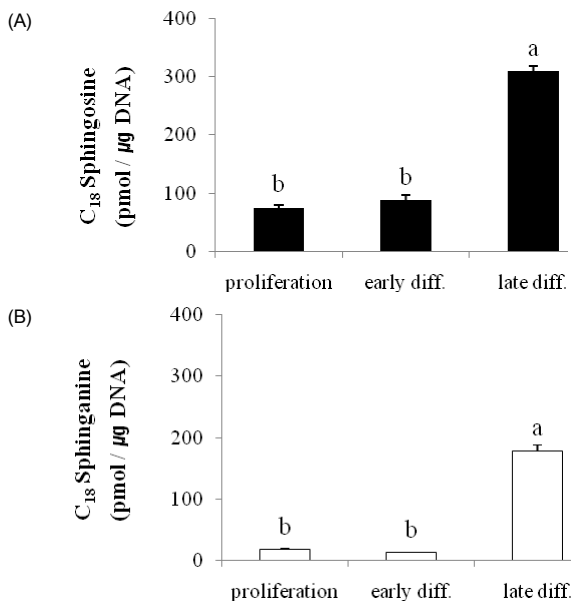 (A)
C18 Sphingosine
(pmol / μg DNA)
400
300
200
100
0
a
b
b
proliferation early diff. late diff.
(B)
C18 Sphinganine
(pmol / μg DNA)
400
300
200
100
0
a
b
b
proliferation early diff. late diff.